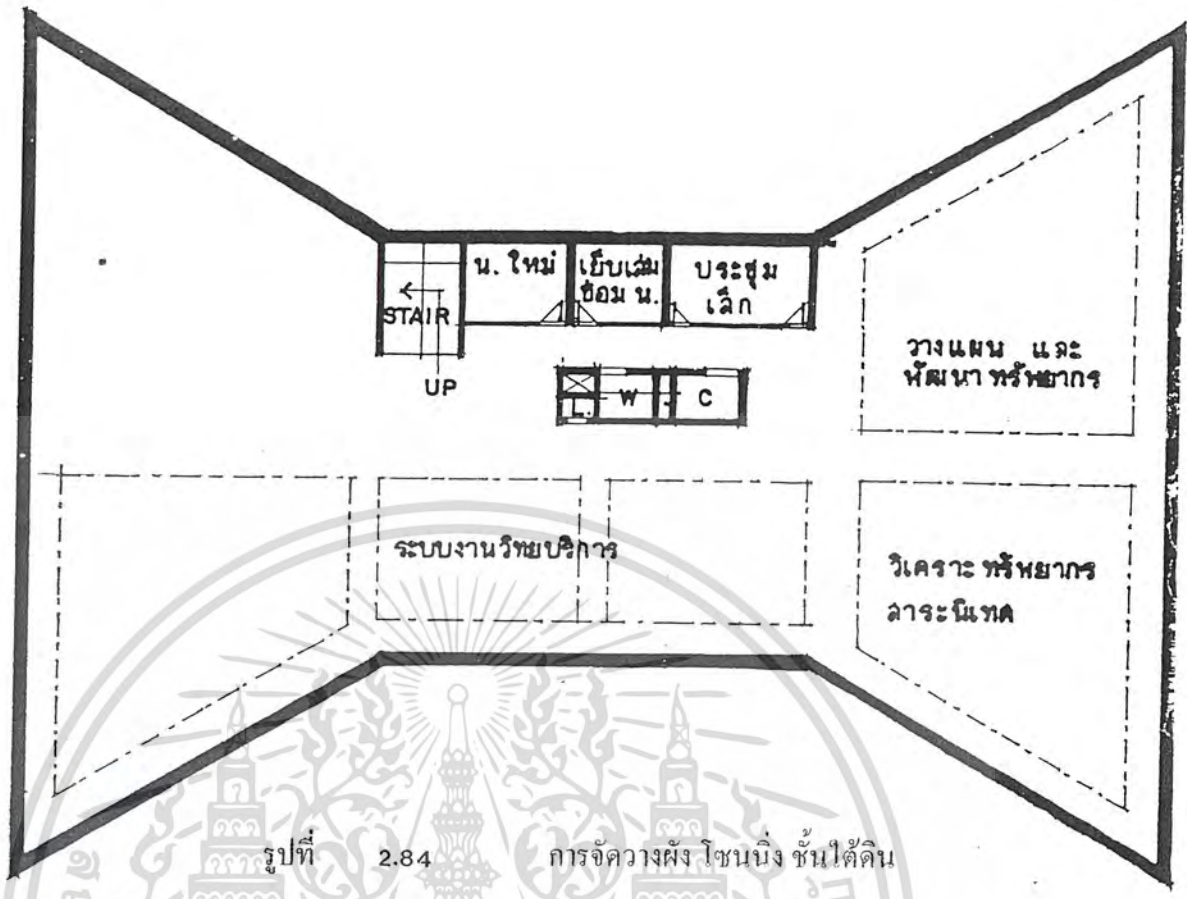 น. ใหม่
เย็บเล่ม
ซ่อม น.
ประชุม
เล็ก
STAIR
UP
L.
W
C
วางแผน และ
พัฒนาทรัพยากร
ระบบงานวิทยบริการ
วิเคราะทรัพยากร
สาระนิเทศ
รูปที่ 2.84 การจัดวางผัง โซนนิ่ง ชั้นใต้ดิน